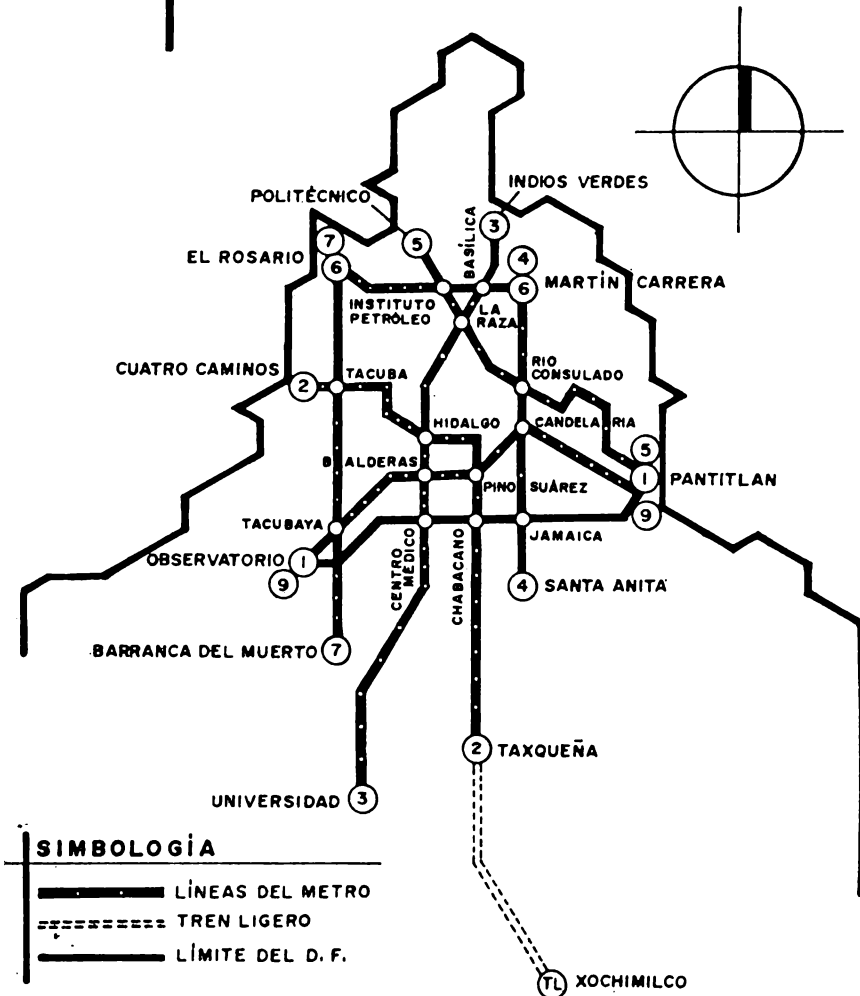 INDIOS VERDES
POLITÉCNICO
3
BASÍLICA
7
5
4
EL ROSARIO
6
6
MARTÍN CARRERA
INSTITUTO
PETRÓLEO
LA
RAZA
CUATRO CAMINOS
2
TACUBA
RIO
CONSULADO
HIDALGO
CANDELARIA
5
BALDERAS
PINO SUÁREZ
1
PANTITLAN
TACUBAYA
9
JAMAICA
OBSERVATORIO
1
9
CENTRO
MÉDICO
CHABACANO
4
SANTA ANITA
BARRANCA DEL MUERTO
7
2
TAXQUEÑA
UNIVERSIDAD
3
SIMBOLOGÍA
LÍNEAS DEL METRO
TREN LIGERO
LÍMITE DEL D. F.
TL
XOCHIMILCO